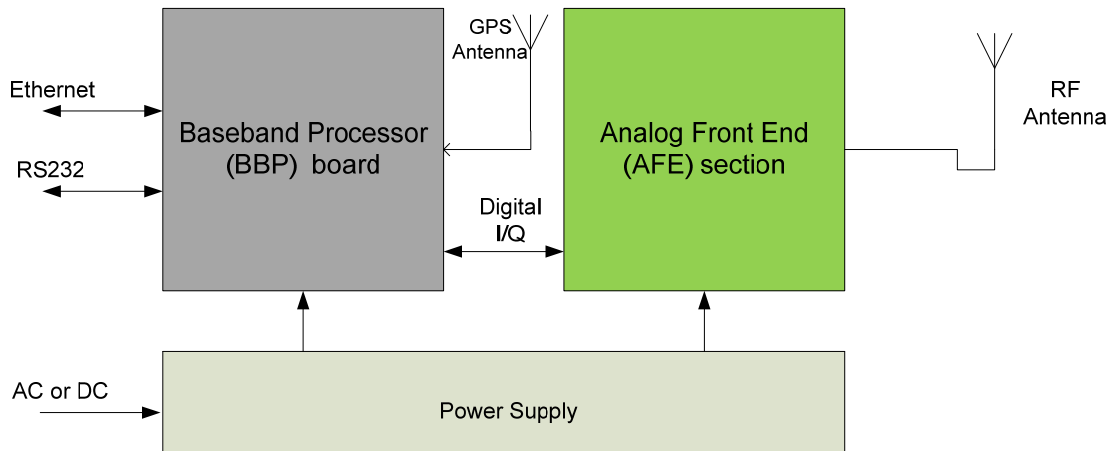 GPS
Antenna
Ethernet
RS232
Baseband Processor
(BBP) board
Digital
I/Q
Analog Front End
(AFE) section
RF
Antenna
AC or DC
Power Supply